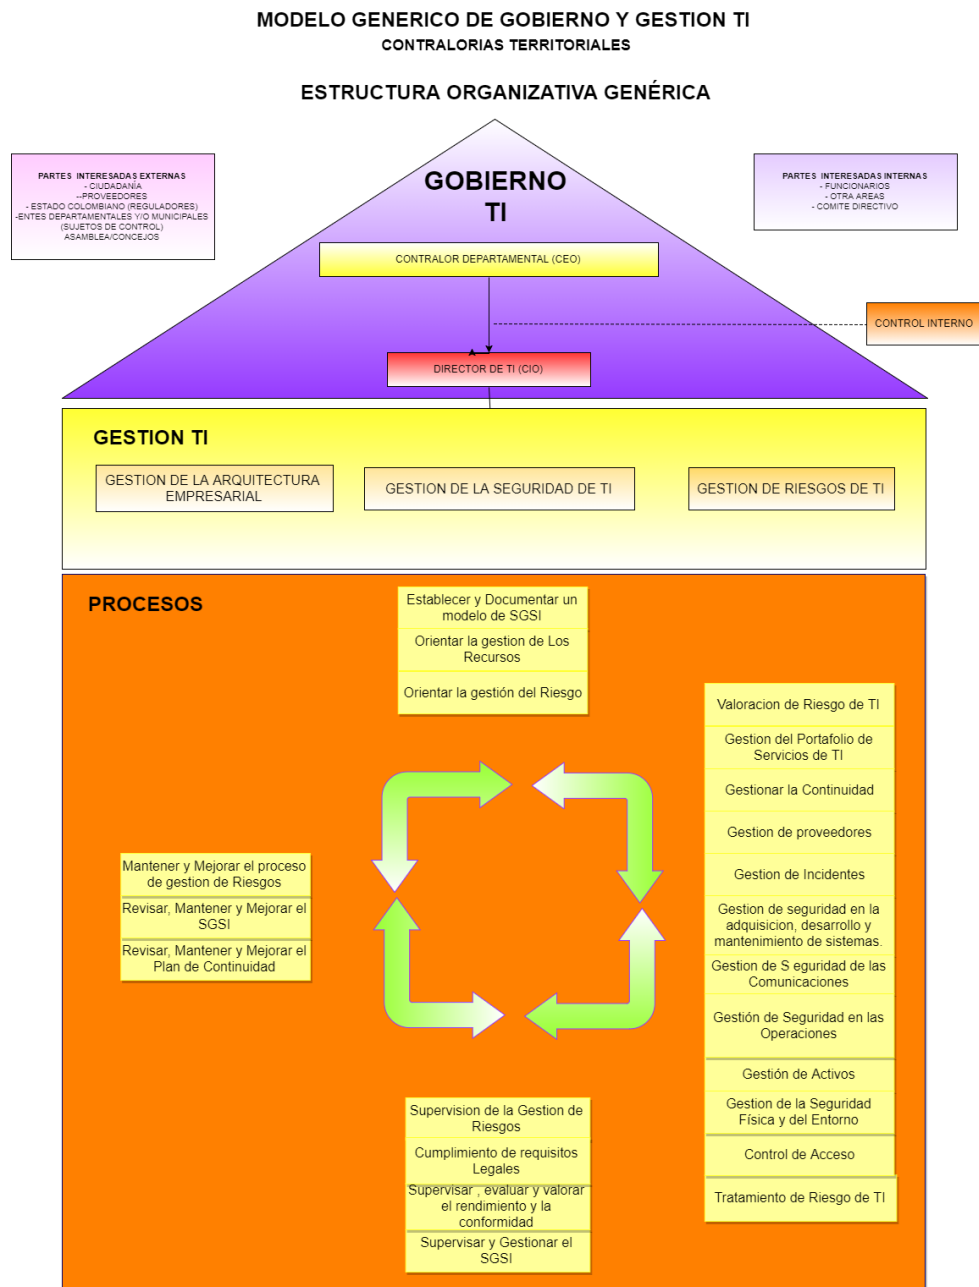 MODELO GENERICO DE GOBIERNO Y GESTION TI
CONTRALORIAS TERRITORIALES
ESTRUCTURA ORGANIZATIVA GENÉRICA
PARTES INTERESADAS EXTERNAS
- CIUDADANÍA
--PROVEEDORES
- ESTADO COLOMBIANO (REGULADORES)
-ENTES DEPARTAMENTALES Y/O MUNICIPALES
(SUJETOS DE CONTROL)
ASAMBLEA/CONCEJOS
PARTES INTERESADAS INTERNAS
- FUNCIONARIOS
- OTRA AREAS
- COMITE DIRECTIVO
GOBIERNO
TI
CONTRALOR DEPARTAMENTAL (CEO)
CONTROL INTERNO
DIRECTOR DE TI (CIO)
GESTION TI
GESTION DE LA ARQUITECTURA
EMPRESARIAL
GESTION DE LA SEGURIDAD DE TI
GESTION DE RIESGOS DE TI
PROCESOS
Establecer y Documentar un
modelo de SGSI
Orientar la gestion de Los
Recursos
Orientar la gestión del Riesgo
Valoracion de Riesgo de TI
Gestion del Portafolio de
Servicios de TI
Gestionar la Continuidad
Gestion de proveedores
Gestion de Incidentes
Gestion de seguridad en la
adquisicion, desarrollo y
mantenimiento de sistemas.
Gestion de S eguridad de las
Comunicaciones
Gestión de Seguridad en las
Operaciones
Gestión de Activos
Gestion de la Seguridad
Física y del Entorno
Control de Acceso
Tratamiento de Riesgo de TI
Mantener y Mejorar el proceso
de gestion de Riesgos
Revisar, Mantener y Mejorar el
SGSI
Revisar, Mantener y Mejorar el
Plan de Continuidad
Supervision de la Gestion de
Riesgos
Cumplimiento de requisitos
Legales
Supervisar , evaluar y valorar
el rendimiento y la
conformidad
Supervisar y Gestionar el
SGSI